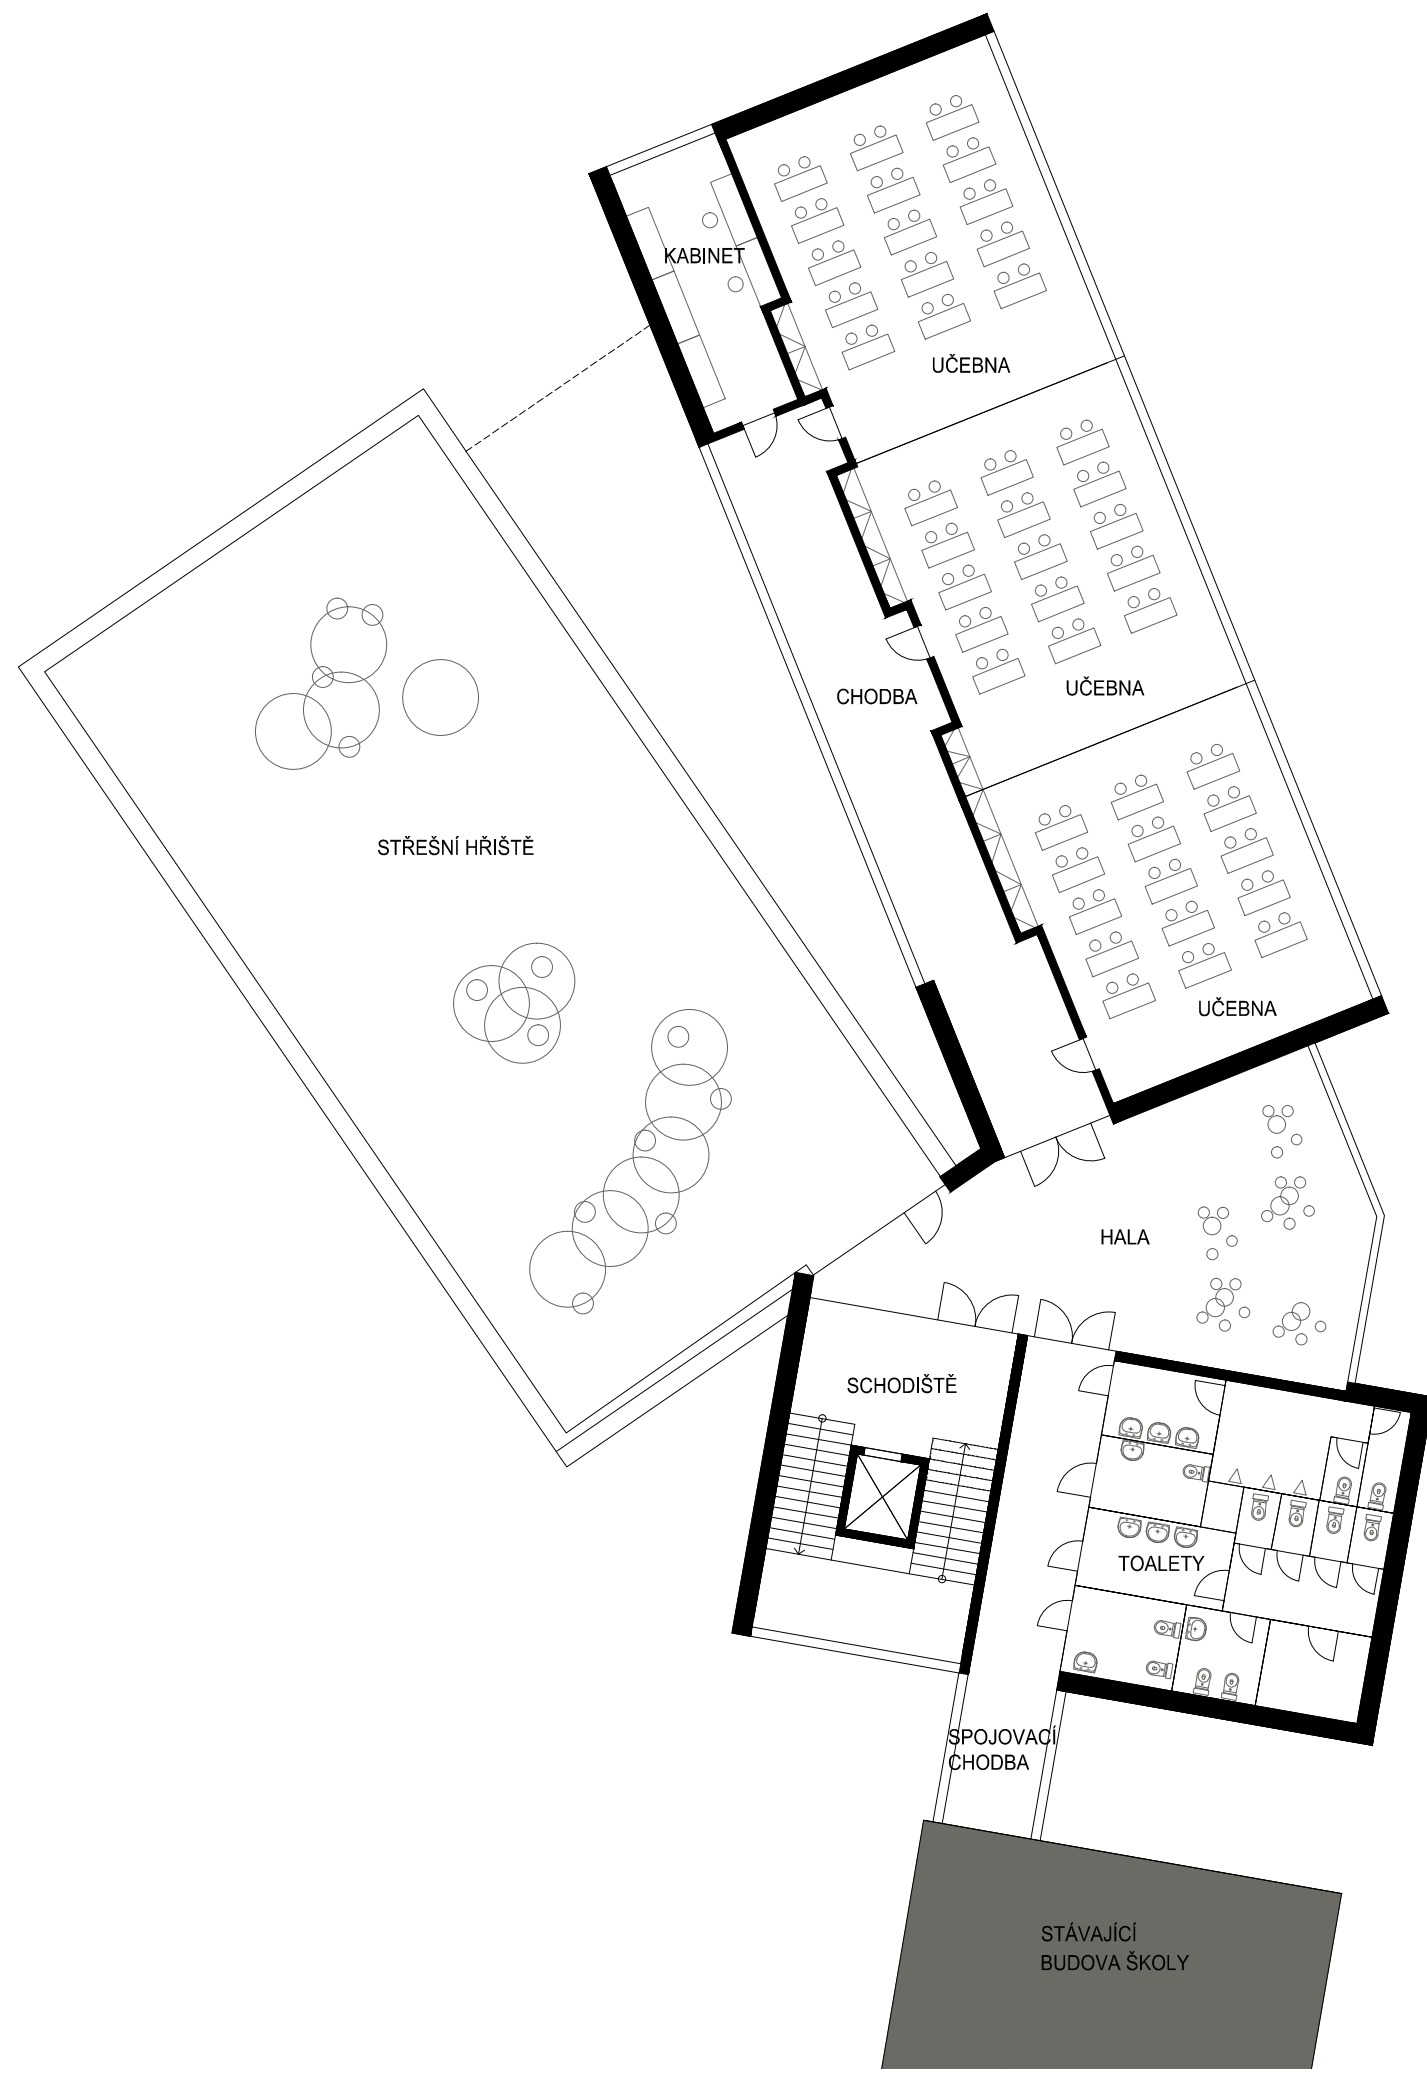 KABINET
UČEBNA
UČEBNA
CHODBA
STŘEŠNÍ HŘIŠTĚ
UČEBNA
HALA
SCHODIŠTĚ
TOALETY
SPOJOVACÍ
CHODBA
STÁVAJÍCÍ
BUDOVA ŠKOLY